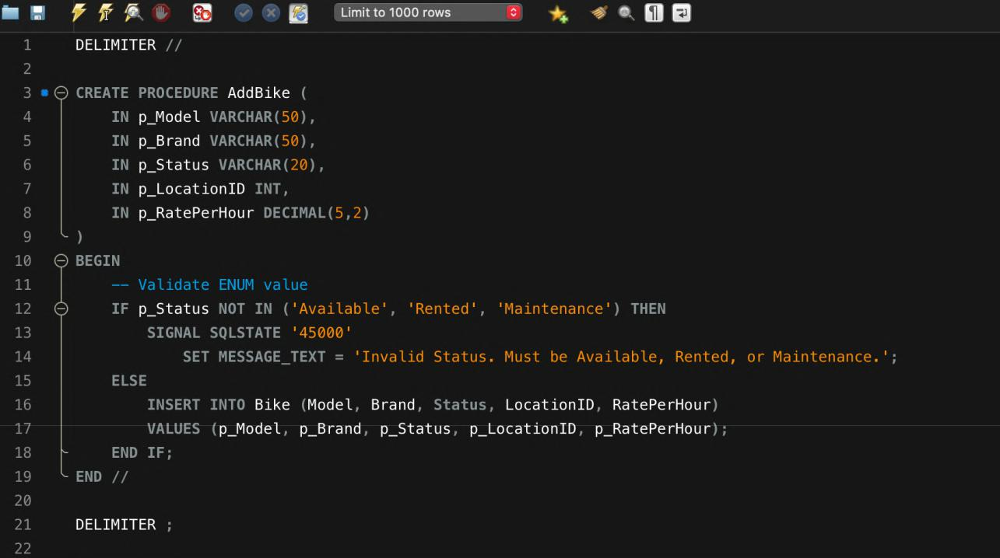 Limit to 1000 rows
1 DELIMITER //
2
3 CREATE PROCEDURE AddBike (
4     IN p_Model VARCHAR(50),
5     IN p_Brand VARCHAR(50),
6     IN p_Status VARCHAR(20),
7     IN p_LocationID INT,
8     IN p_RatePerHour DECIMAL(5,2)
9 )
10 BEGIN
11     -- Validate ENUM value
12     IF p_Status NOT IN ('Available', 'Rented', 'Maintenance') THEN
13         SIGNAL SQLSTATE '45000'
14             SET MESSAGE_TEXT = 'Invalid Status. Must be Available, Rented, or Maintenance.';
15     ELSE
16         INSERT INTO Bike (Model, Brand, Status, LocationID, RatePerHour)
17         VALUES (p_Model, p_Brand, p_Status, p_LocationID, p_RatePerHour);
18     END IF;
19 END //
20
21 DELIMITER ;
22